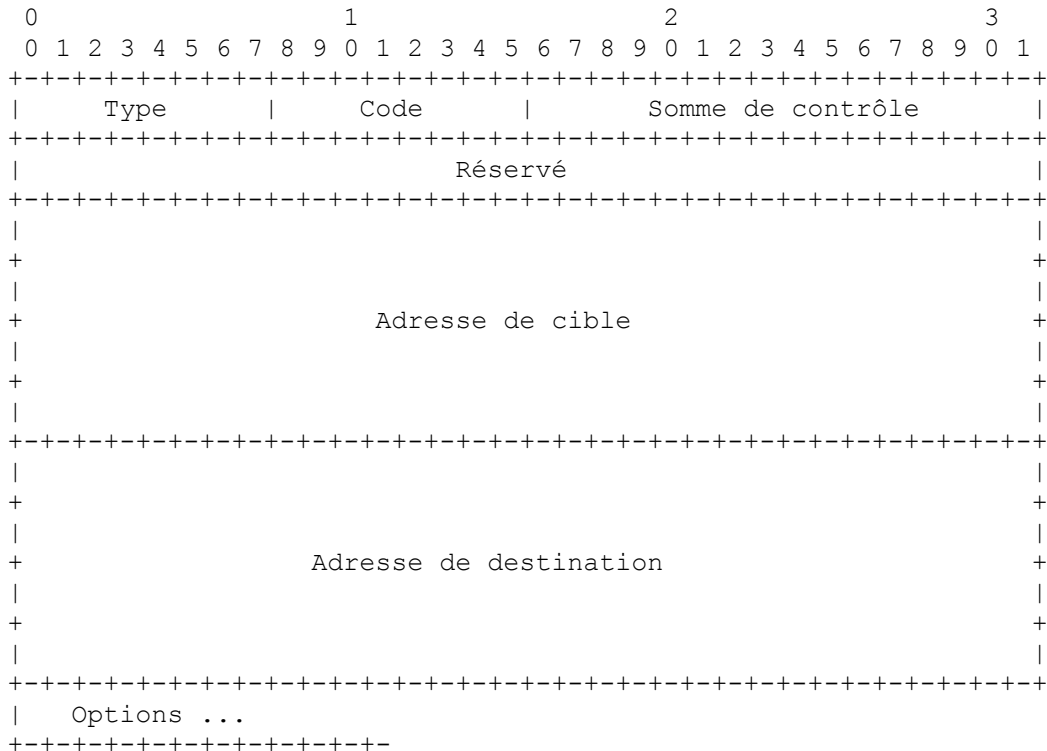 0                   1                   2                   3
 0 1 2 3 4 5 6 7 8 9 0 1 2 3 4 5 6 7 8 9 0 1 2 3 4 5 6 7 8 9 0 1
+-+-+-+-+-+-+-+-+-+-+-+-+-+-+-+-+-+-+-+-+-+-+-+-+-+-+-+-+-+-+-+-+
|     Type      |     Code      |       Somme de contrôle       |
+-+-+-+-+-+-+-+-+-+-+-+-+-+-+-+-+-+-+-+-+-+-+-+-+-+-+-+-+-+-+-+-+
|                           Réservé                             |
+-+-+-+-+-+-+-+-+-+-+-+-+-+-+-+-+-+-+-+-+-+-+-+-+-+-+-+-+-+-+-+-+
|                                                               |
+                                                               +
|                                                               |
+                      Adresse de cible                         +
|                                                               |
+                                                               +
|                                                               |
+-+-+-+-+-+-+-+-+-+-+-+-+-+-+-+-+-+-+-+-+-+-+-+-+-+-+-+-+-+-+-+-+
|                                                               |
+                                                               +
|                                                               |
+                  Adresse de destination                       +
|                                                               |
+                                                               +
|                                                               |
+-+-+-+-+-+-+-+-+-+-+-+-+-+-+-+-+-+-+-+-+-+-+-+-+-+-+-+-+-+-+-+-+
|   Options ...
+-+-+-+-+-+-+-+-+-+-+-+-